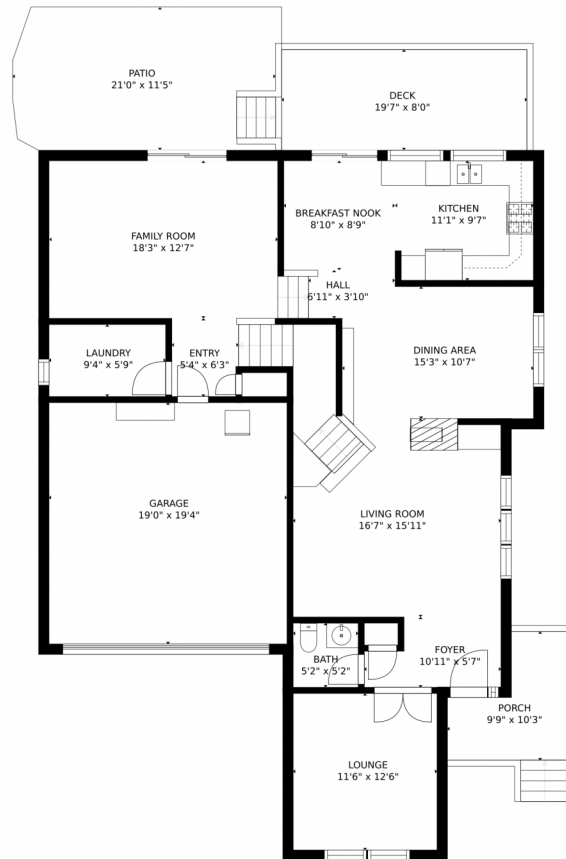 PATIO
21'0" x 11'5"
DECK
19'7" x 8'0"
BREAKFAST NOOK
8'10" x 8'9"
KITCHEN
11'1" x 9'7"
FAMILY ROOM
18'3" x 12'7"
HALL
6'11" x 3'10"
LAUNDRY
9'4" x 5'9"
ENTRY
5'4" x 6'3"
DINING AREA
15'3" x 10'7"
GARAGE
19'0" x 19'4"
LIVING ROOM
16'7" x 15'11"
BATH
5'2" x 5'2"
FOYER
10'11" x 5'7"
PORCH
9'9" x 10'3"
LOUNGE
11'6" x 12'6"